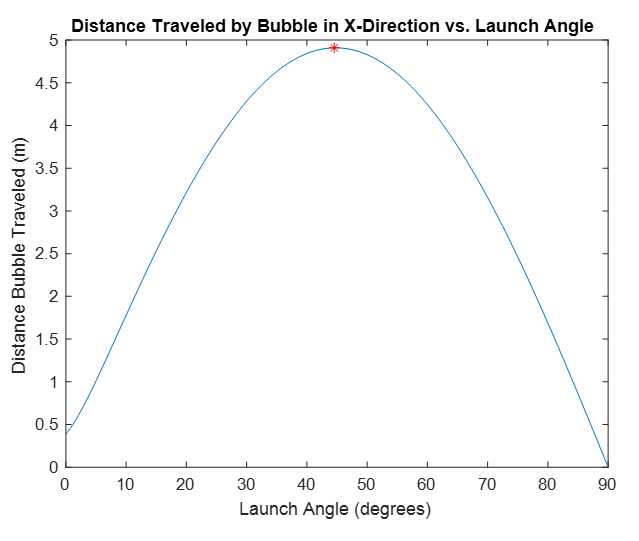 Distance Traveled by Bubble in X-Direction vs. Launch Angle
5
4.5
4
3.5
3
2.5
2
1.5
1
0.5
0
Distance Bubble Traveled (m)
0 10 20 30 40 50 60 70 80 90
Launch Angle (degrees)